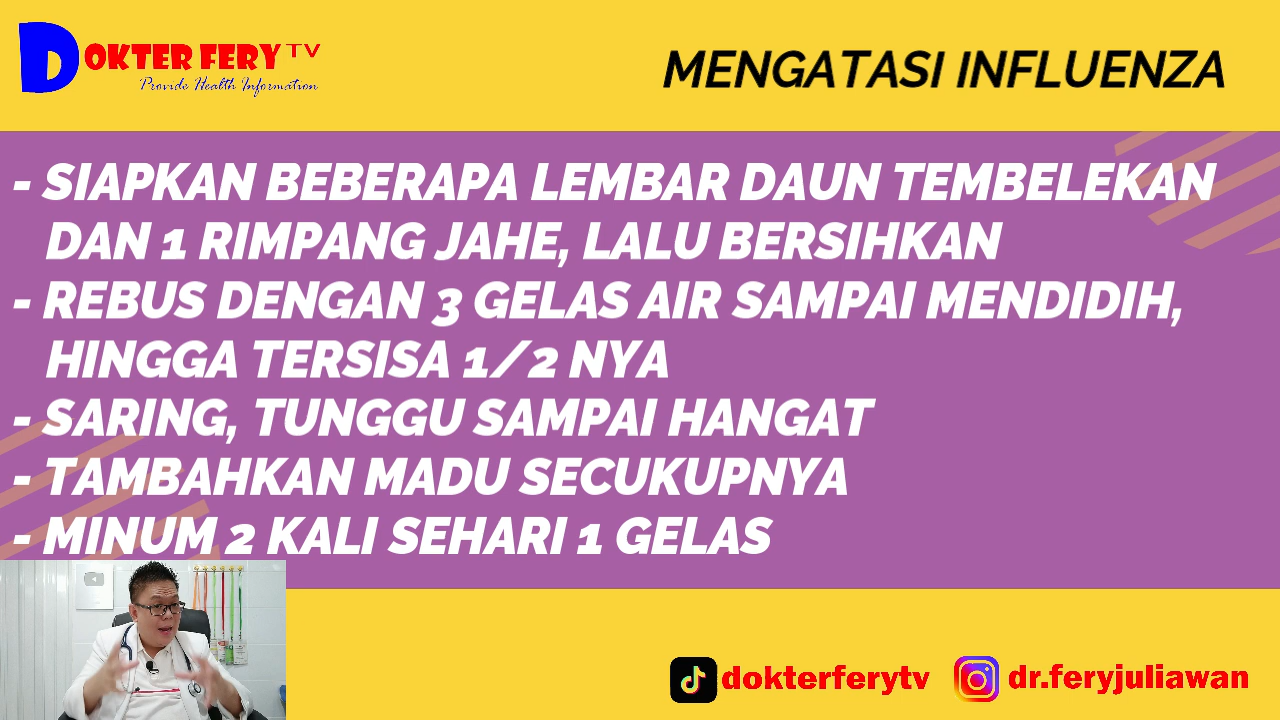 DOKTER FERY TV
Provide Health Information
MENGATASI INFLUENZA
- SIAPKAN BEBERAPA LEMBAR DAUN TEMBELEKAN
DAN 1 RIMPANG JAHE, LALU BERSIHKAN
- REBUS DENGAN 3 GELAS AIR SAMPAI MENDIDIH,
HINGGA TERSISA 1/2 NYA
- SARING, TUNGGU SAMPAI HANGAT
- TAMBAHKAN MADU SECUKUPNYA
- MINUM 2 KALI SEHARI 1 GELAS
dokterferytv
dr.feryjuliawan